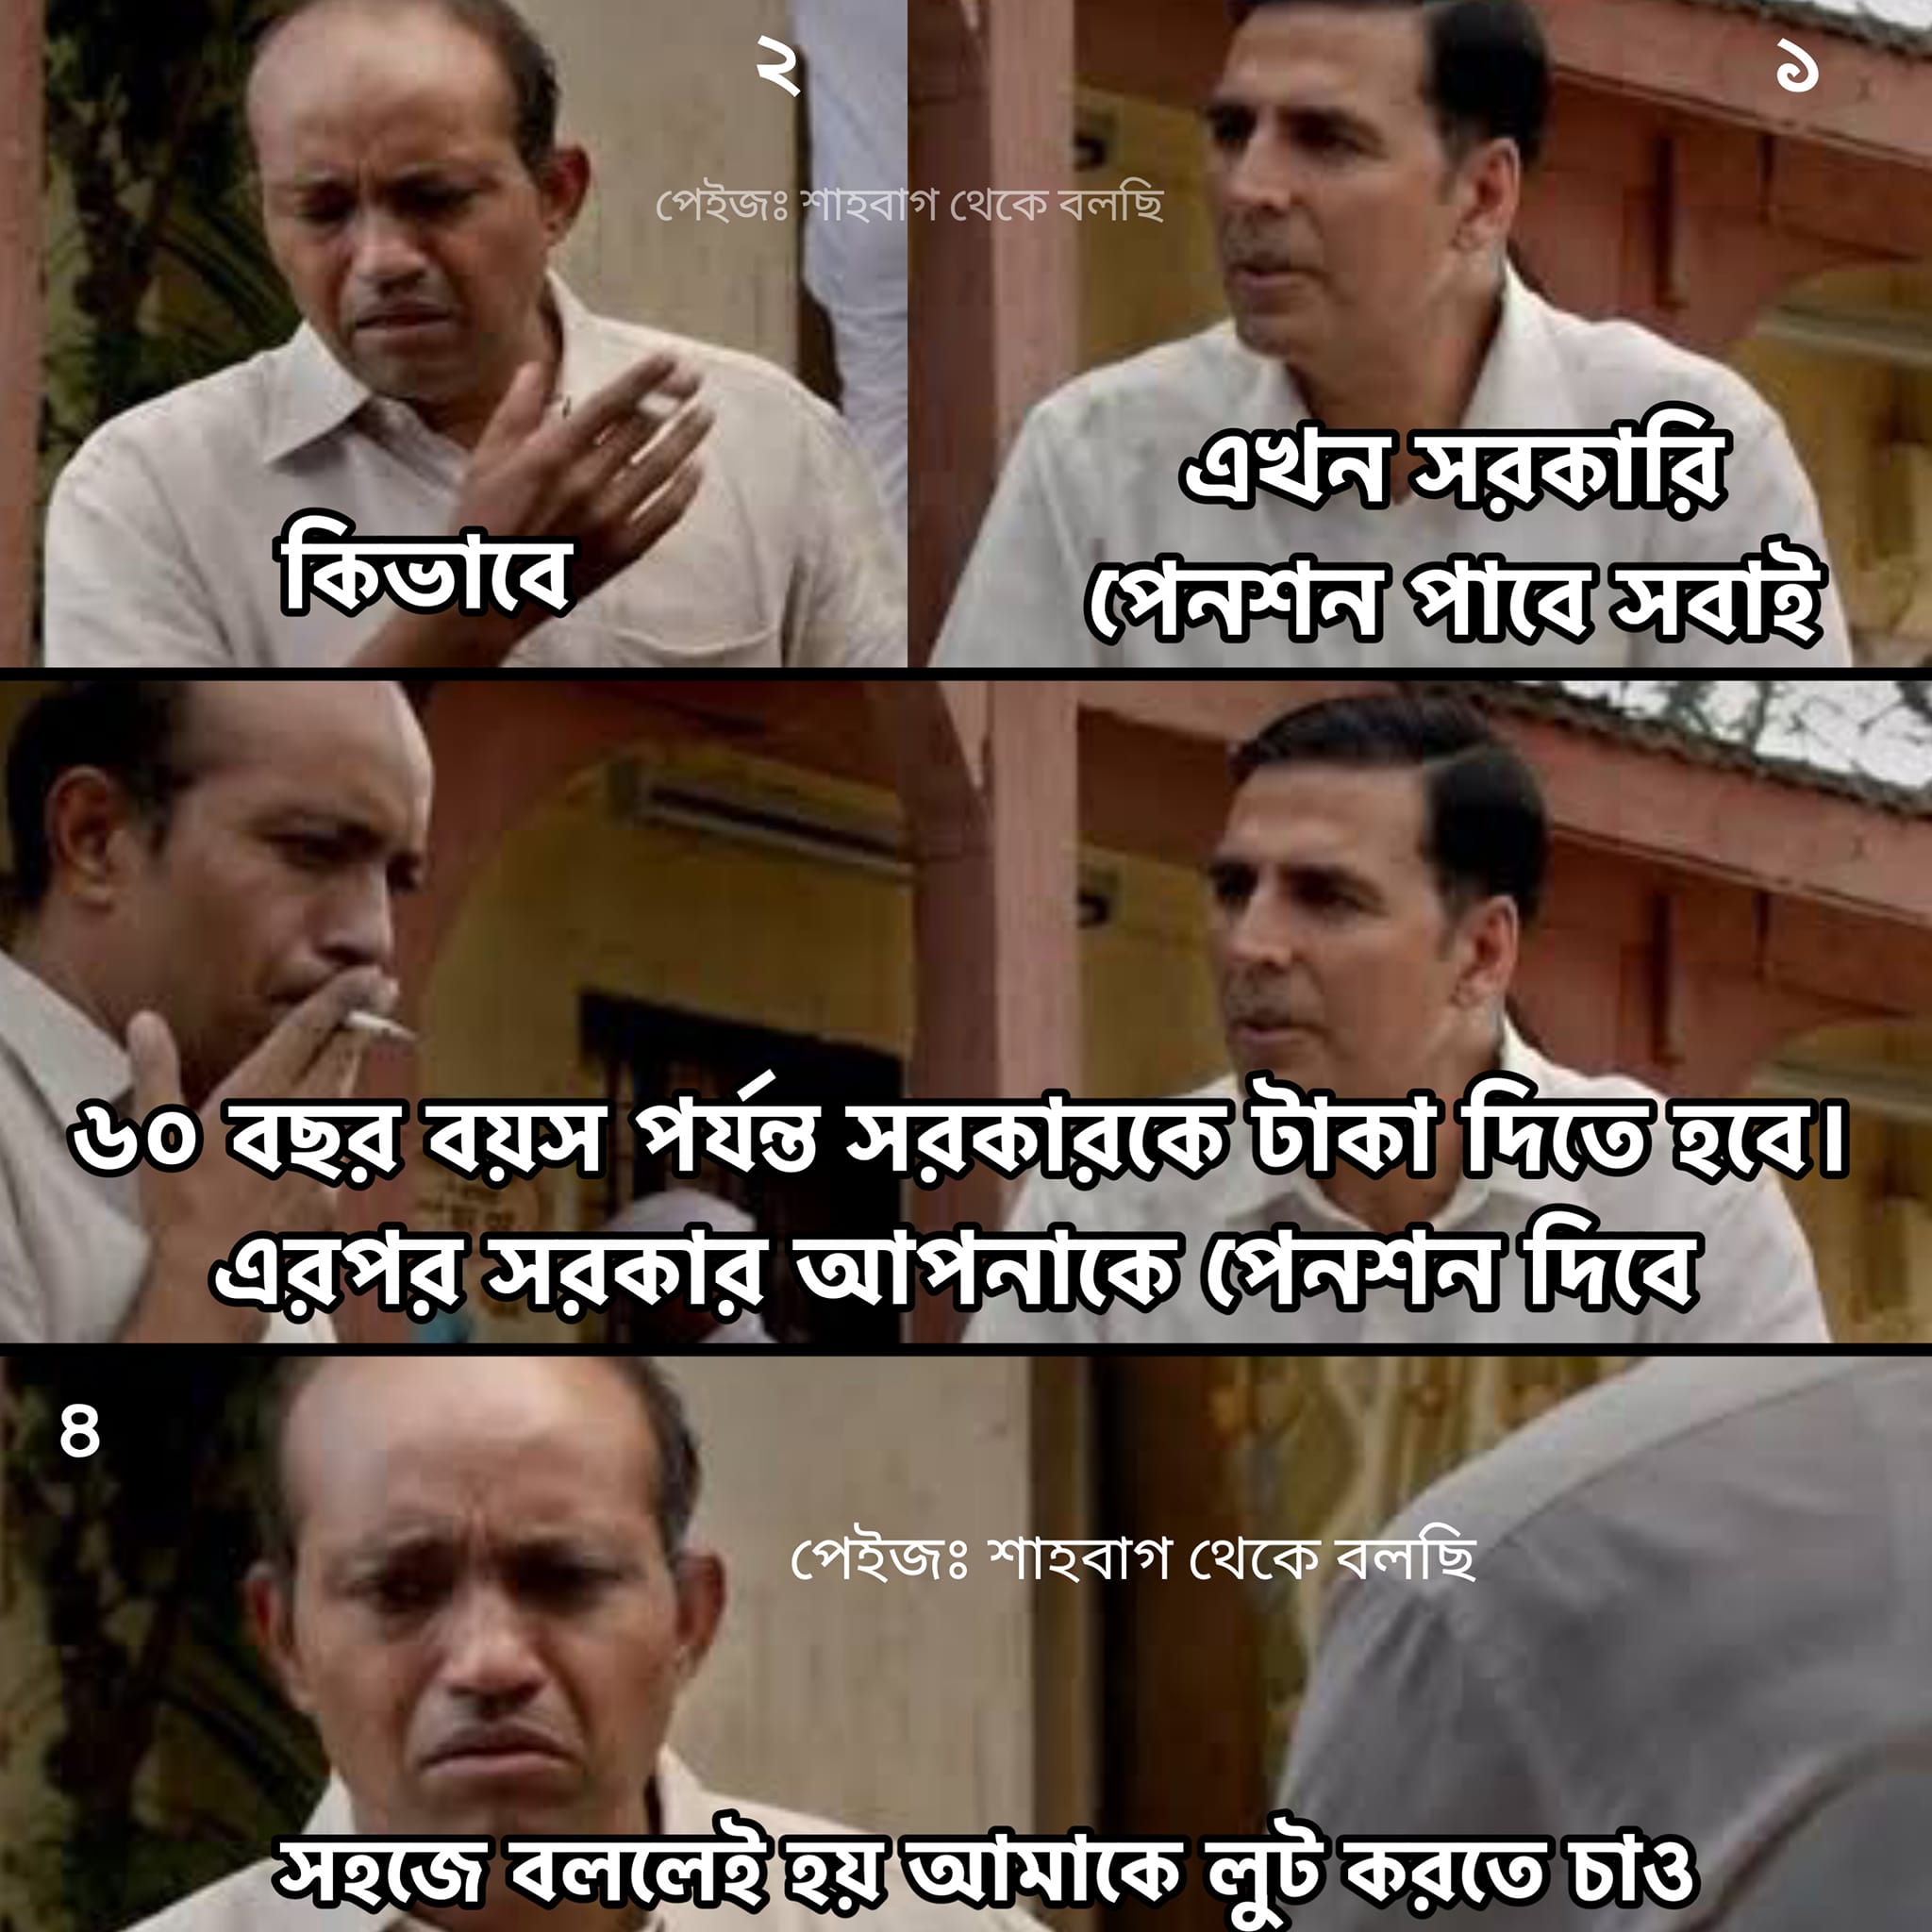 ২
১
পেইজঃ শাহবাগ থেকে বলছি
এখন সরকারি
পেনশন পাবে সবাই
কিভাবে
৬০ বছর বয়স পর্যন্ত সরকারকে টাকা দিতে হবে।
এরপর সরকার আপনাকে পেনশন দিবে
৪
পেইজঃ শাহবাগ থেকে বলছি
সহজে বললেই হয় আমাকে লুট করতে চাও